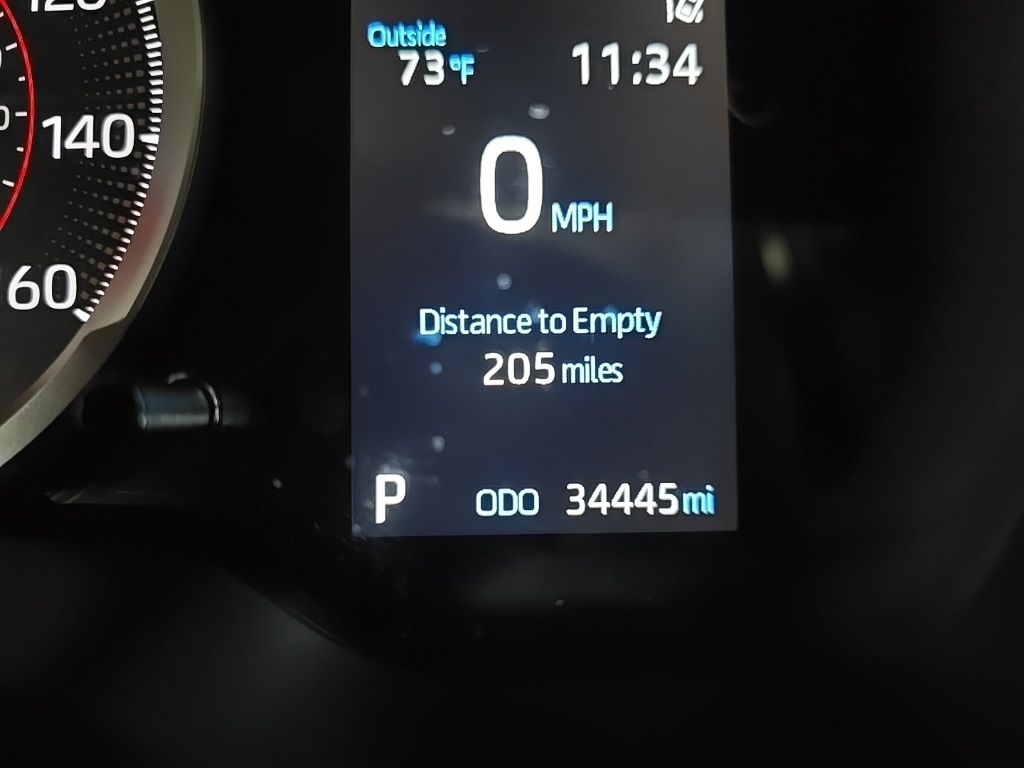 Outside
73°F 11:34
140
0 MPH
60
Distance to Empty
205 miles
P ODO 34445 mi